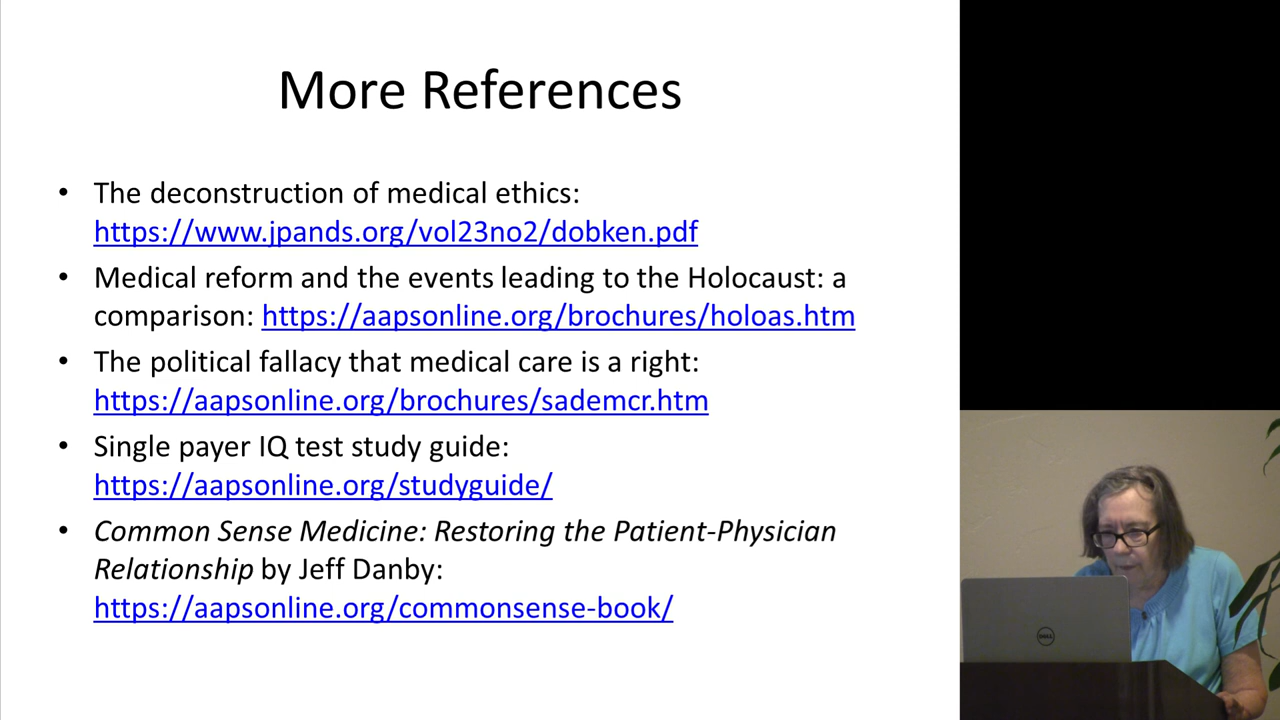 More References
• The deconstruction of medical ethics:
https://www.jpands.org/vol23no2/dobken.pdf
• Medical reform and the events leading to the Holocaust: a
comparison: https://aapsonline.org/brochures/holoas.htm
• The political fallacy that medical care is a right:
https://aapsonline.org/brochures/sademcr.htm
• Single payer IQ test study guide:
https://aapsonline.org/studyguide/
• Common Sense Medicine: Restoring the Patient-Physician
Relationship by Jeff Danby:
https://aapsonline.org/commonsense-book/
DELL